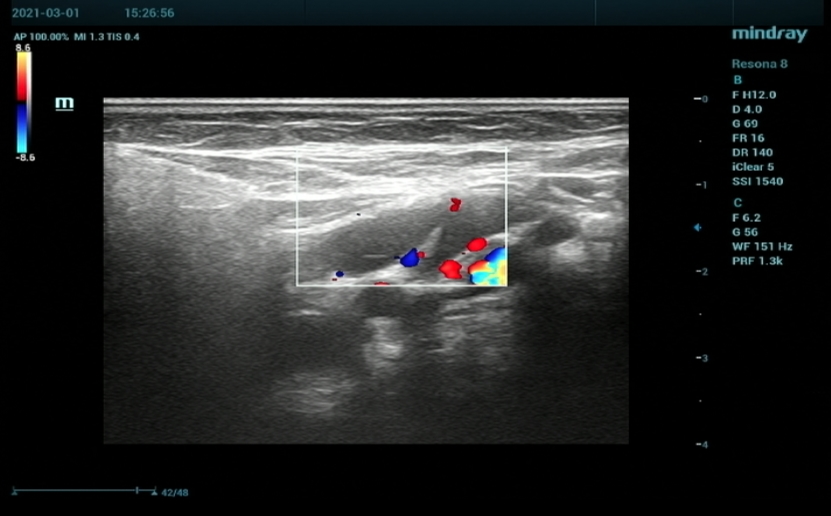 2021-03-01 15:26:56
AP 100.00% MI 1.3 TIS 0.4
8.6
-8.6
m
mindray
Resona 8
B
F H12.0
D 4.0
G 69
FR 16
DR 140
iClear 5
SSI 1540
C
F 6.2
G 56
WF 151 Hz
PRF 1.3k
0
1
2
3
4
42/48